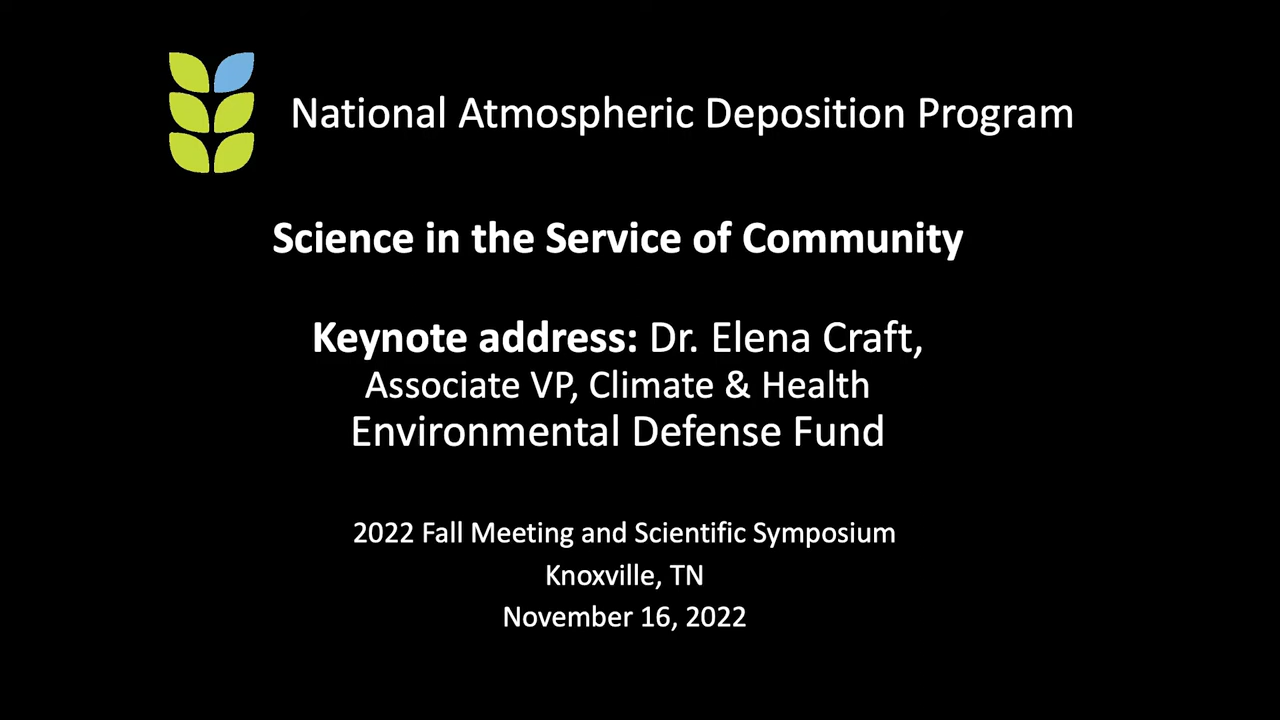 National Atmospheric Deposition Program
Science in the Service of Community
Keynote address: Dr. Elena Craft,
Associate VP, Climate & Health
Environmental Defense Fund
2022 Fall Meeting and Scientific Symposium
Knoxville, TN
November 16, 2022